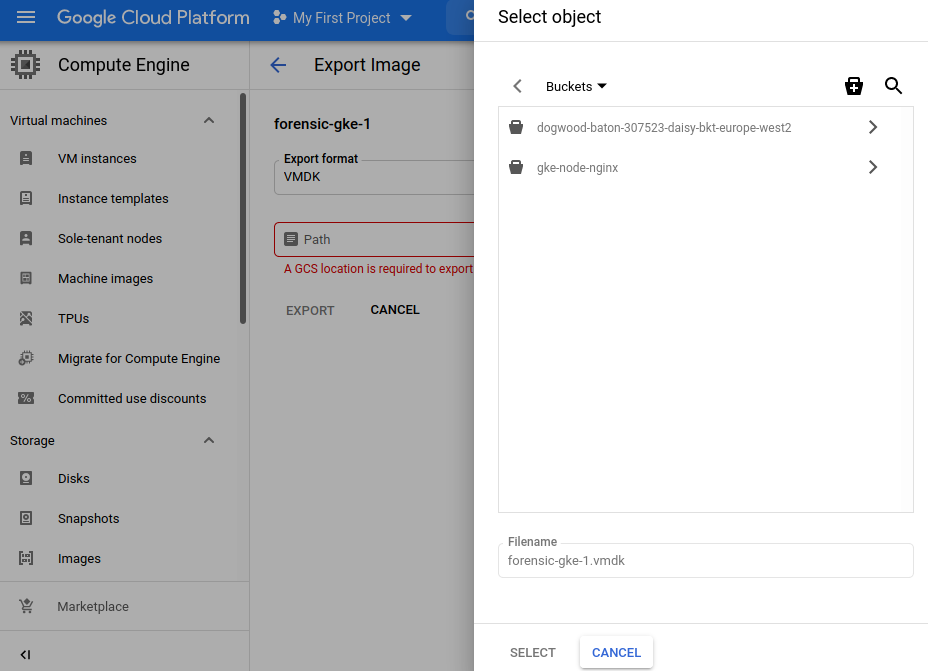 Google Cloud Platform
My First Project
Compute Engine
Virtual machines
VM instances
Instance templates
Sole-tenant nodes
Machine images
TPUs
Migrate for Compute Engine
Committed use discounts
Storage
Disks
Snapshots
Images
Marketplace
Export Image
forensic-gke-1
Export format
VMDK
Path
A GCS location is required to export
EXPORT CANCEL
Select object
Buckets
dogwood-baton-307523-daisy-bkt-europe-west2
gke-node-nginx
Filename
forensic-gke-1.vmdk
SELECT CANCEL